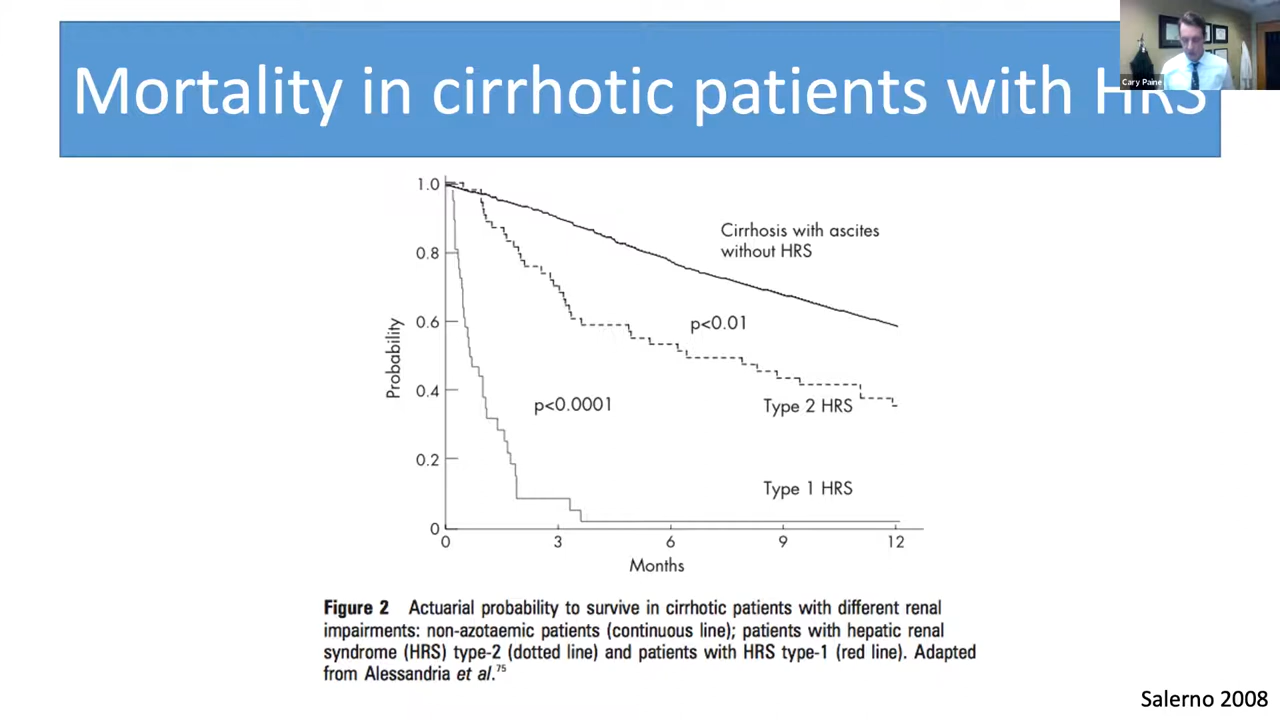 Mortality in cirrhotic patients with HRS
Cary Paine
1.0
0.8
0.6
0.4
0.2
0
Probability
Cirrhosis with ascites
without HRS
p<0.01
p<0.0001
Type 2 HRS
Type 1 HRS
0 3 6 9 12
Months
Figure 2 Actuarial probability to survive in cirrhotic patients with different renal
impairments: non-azotaemic patients (continuous line); patients with hepatic renal
syndrome (HRS) type-2 (dotted line) and patients with HRS type-1 (red line). Adapted
from Alessandria et al.75
Salerno 2008